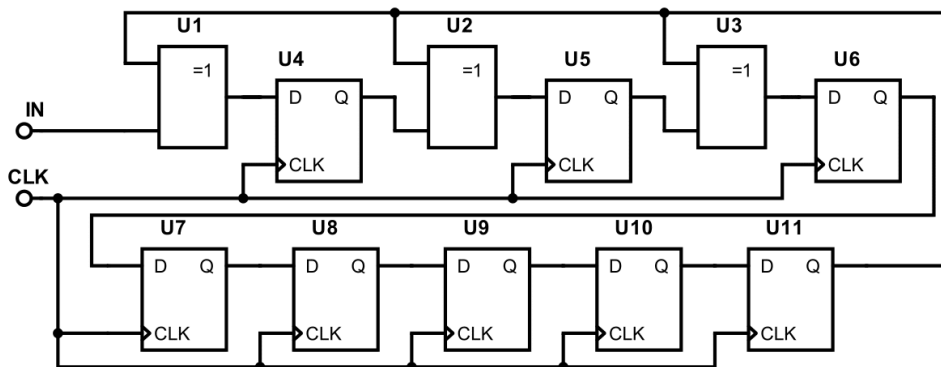 U1 U2 U3
U4 U5 U6
=1 =1 =1
D Q D Q D Q
IN
CLK CLK CLK
CLK
U7 U8 U9 U10 U11
D Q D Q D Q D Q D Q
CLK CLK CLK CLK CLK